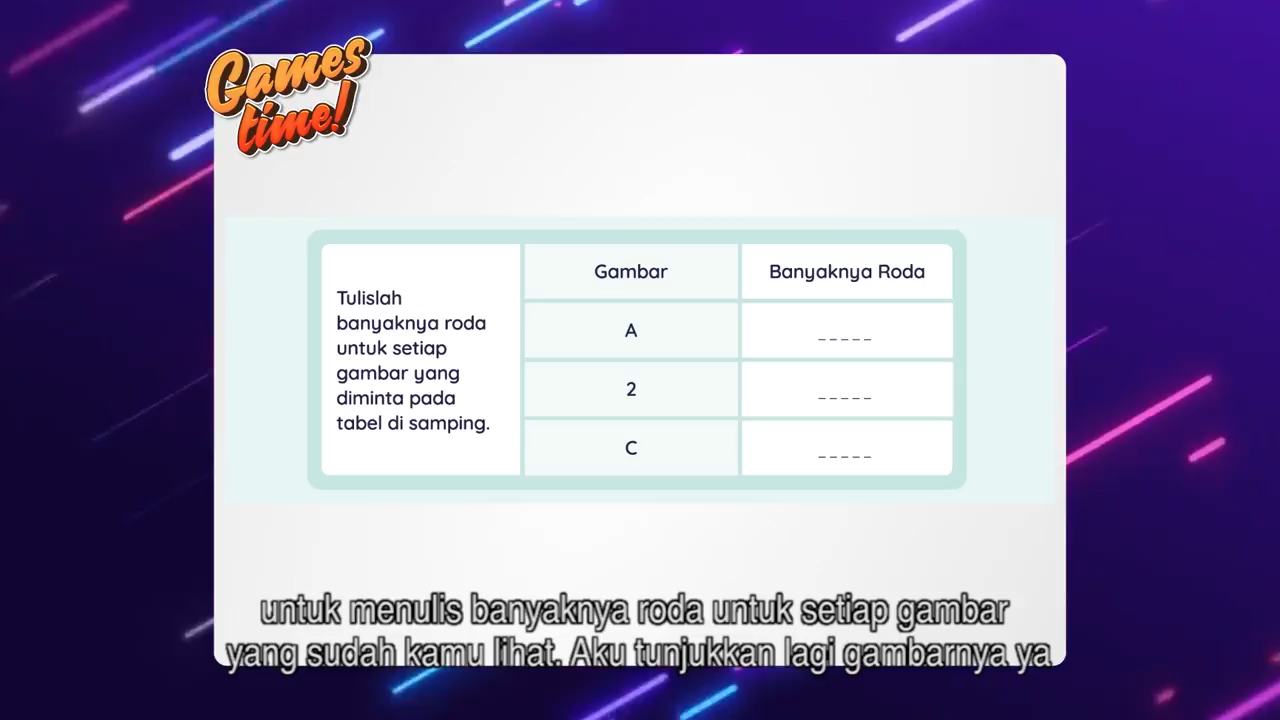 Games
time!
Tulislah
banyaknya roda
untuk setiap
gambar yang
diminta pada
tabel di samping.
Gambar
Banyaknya Roda
A
_ _ _ _ _
2
_ _ _ _ _
C
_ _ _ _ _
untuk menulis banyaknya roda untuk setiap gambar
yang sudah kamu lihat. Aku tunjukkan lagi gambarnya ya